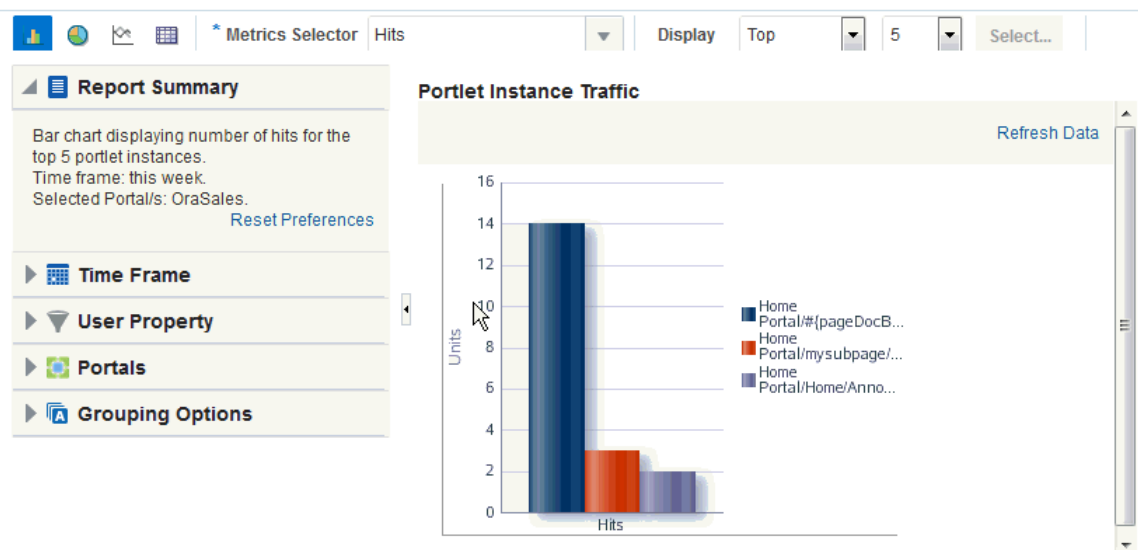 * Metrics Selector Hits Display Top 5 Select...
Report Summary
Bar chart displaying number of hits for the
top 5 portlet instances.
Time frame: this week.
Selected Portal/s: OraSales.
Reset Preferences
Time Frame
User Property
Portals
Grouping Options
Portlet Instance Traffic
Refresh Data
16
14
12
10
8
6
4
2
0
Units
Hits
Home
Portal/#{pageDocB...
Home
Portal/mysubpage/...
Home
Portal/Home/Anno...